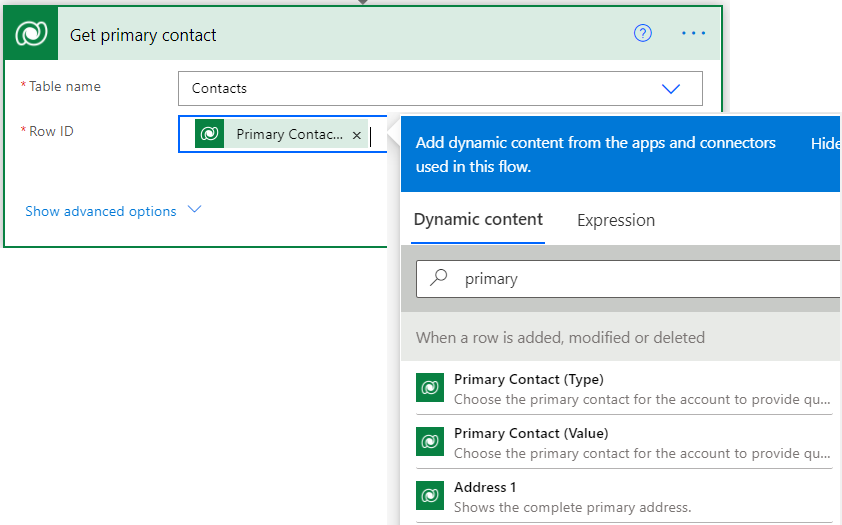 Get primary contact
?
...
* Table name
Contacts
* Row ID
Primary Contac... ×
Show advanced options
Add dynamic content from the apps and connectors
used in this flow.
Hide
Dynamic content
Expression
primary
When a row is added, modified or deleted
Primary Contact (Type)
Choose the primary contact for the account to provide qu...
Primary Contact (Value)
Choose the primary contact for the account to provide qu...
Address 1
Shows the complete primary address.